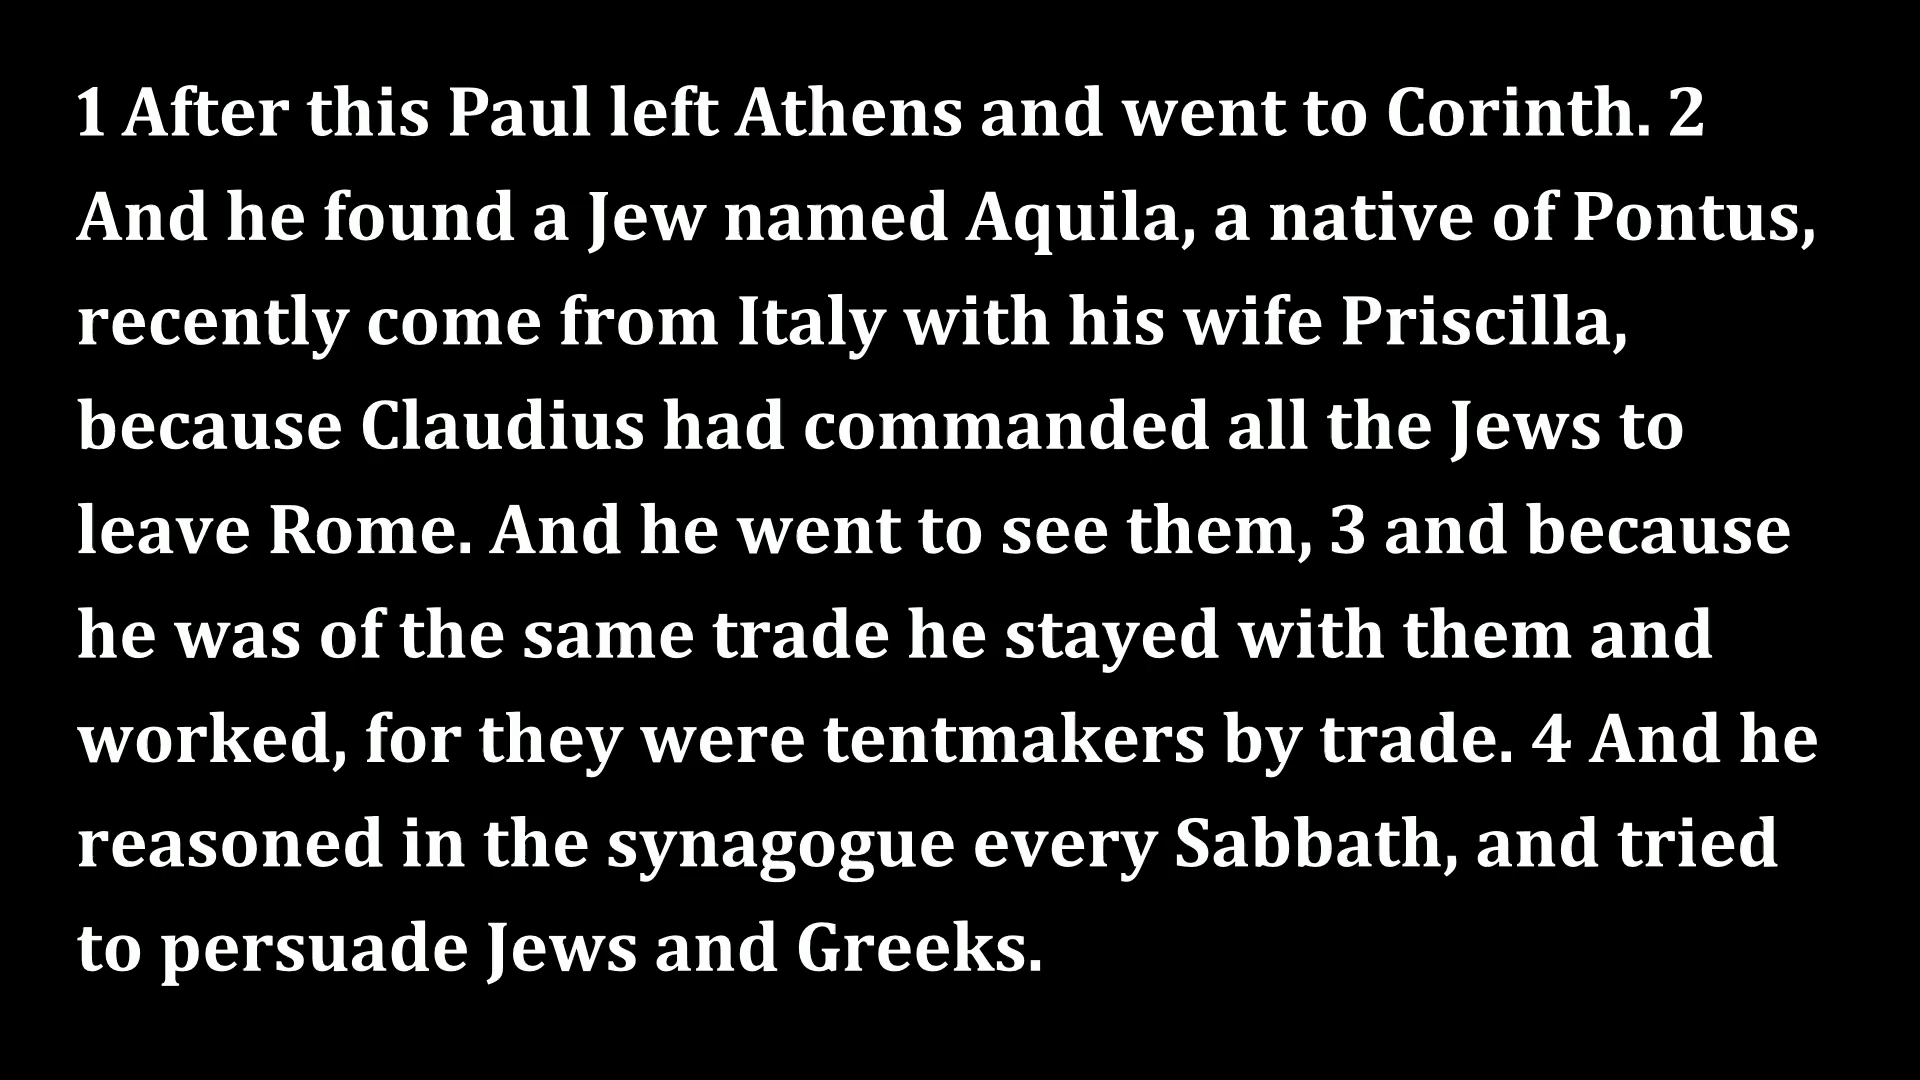 1 After this Paul left Athens and went to Corinth. 2
And he found a Jew named Aquila, a native of Pontus,
recently come from Italy with his wife Priscilla,
because Claudius had commanded all the Jews to
leave Rome. And he went to see them, 3 and because
he was of the same trade he stayed with them and
worked, for they were tentmakers by trade. 4 And he
reasoned in the synagogue every Sabbath, and tried
to persuade Jews and Greeks.